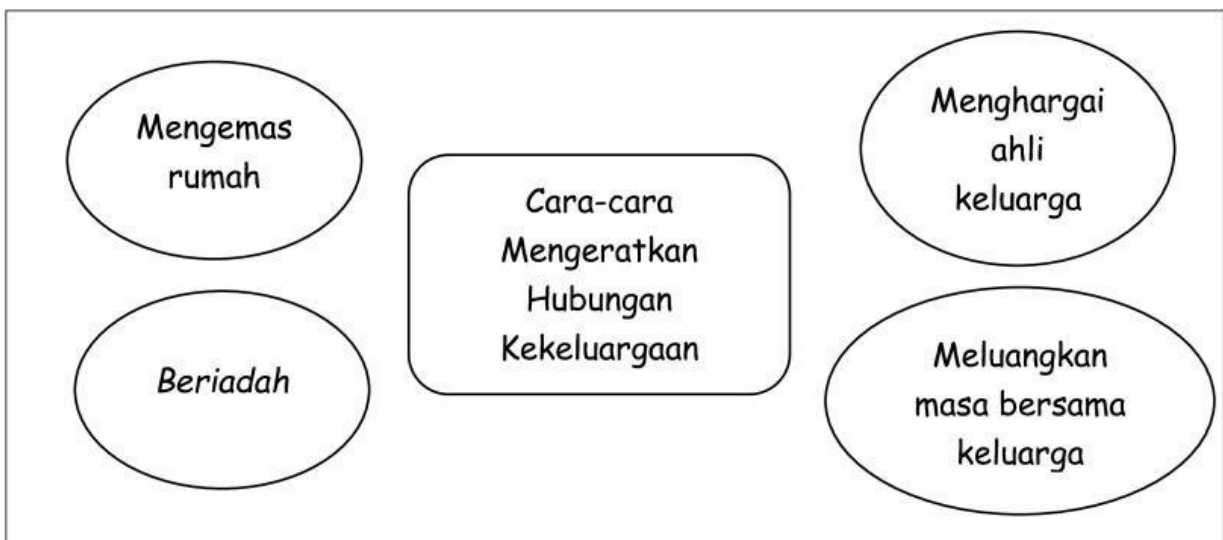 Mengemas
rumah
Beriadah
Cara-cara
Mengeratkan
Hubungan
Kekeluargaan
Menghargai
ahli
keluarga
Meluangkan
masa bersama
keluarga